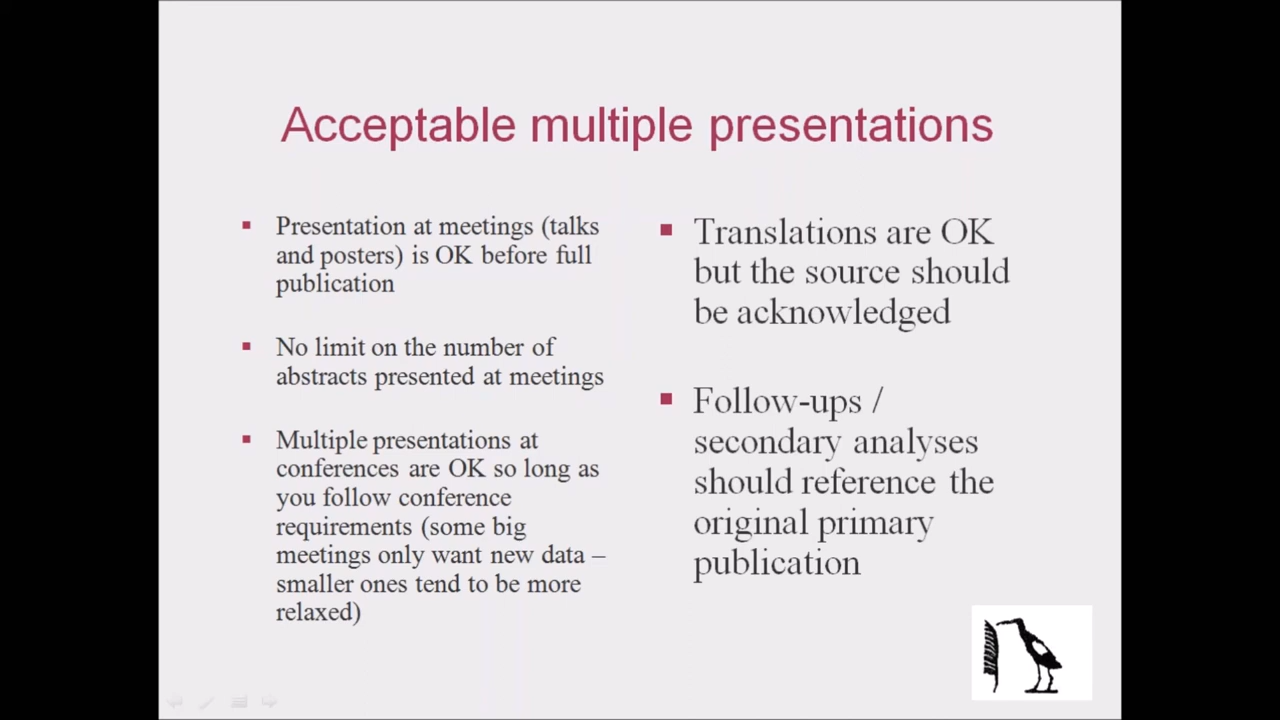 Acceptable multiple presentations
Presentation at meetings (talks
and posters) is OK before full
publication
No limit on the number of
abstracts presented at meetings
Multiple presentations at
conferences are OK so long as
you follow conference
requirements (some big
meetings only want new data –
smaller ones tend to be more
relaxed)
Translations are OK
but the source should
be acknowledged
Follow-ups /
secondary analyses
should reference the
original primary
publication